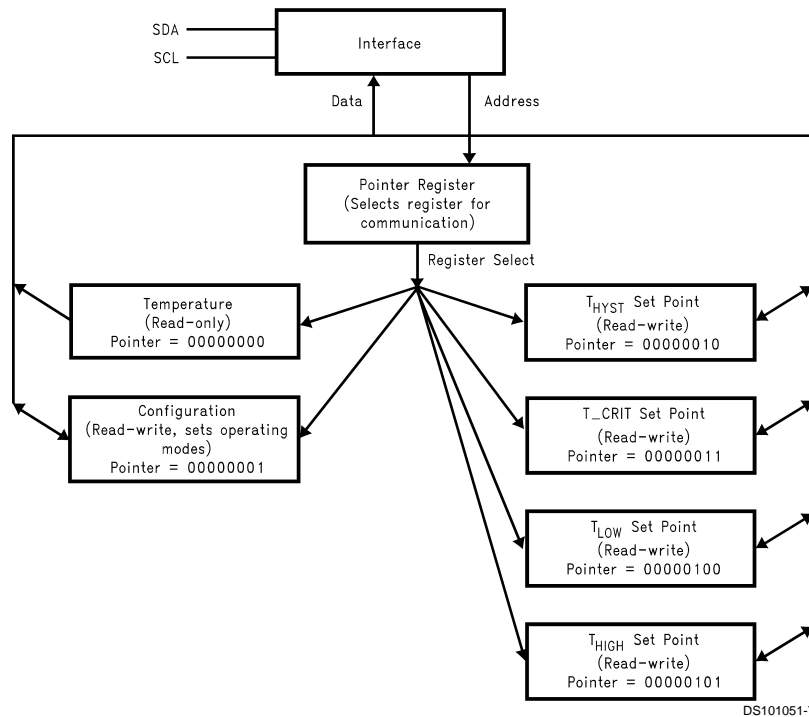 SDA
SCL
Interface
Data
Address
Pointer Register
(Selects register for
communication)
Register Select
Temperature
(Read-only)
Pointer = 00000000
Configuration
(Read-write, sets operating
modes)
Pointer = 00000001
THYST Set Point
(Read-write)
Pointer = 00000010
T_CRIT Set Point
(Read-write)
Pointer = 00000011
TLOW Set Point
(Read-write)
Pointer = 00000100
THIGH Set Point
(Read-write)
Pointer = 00000101